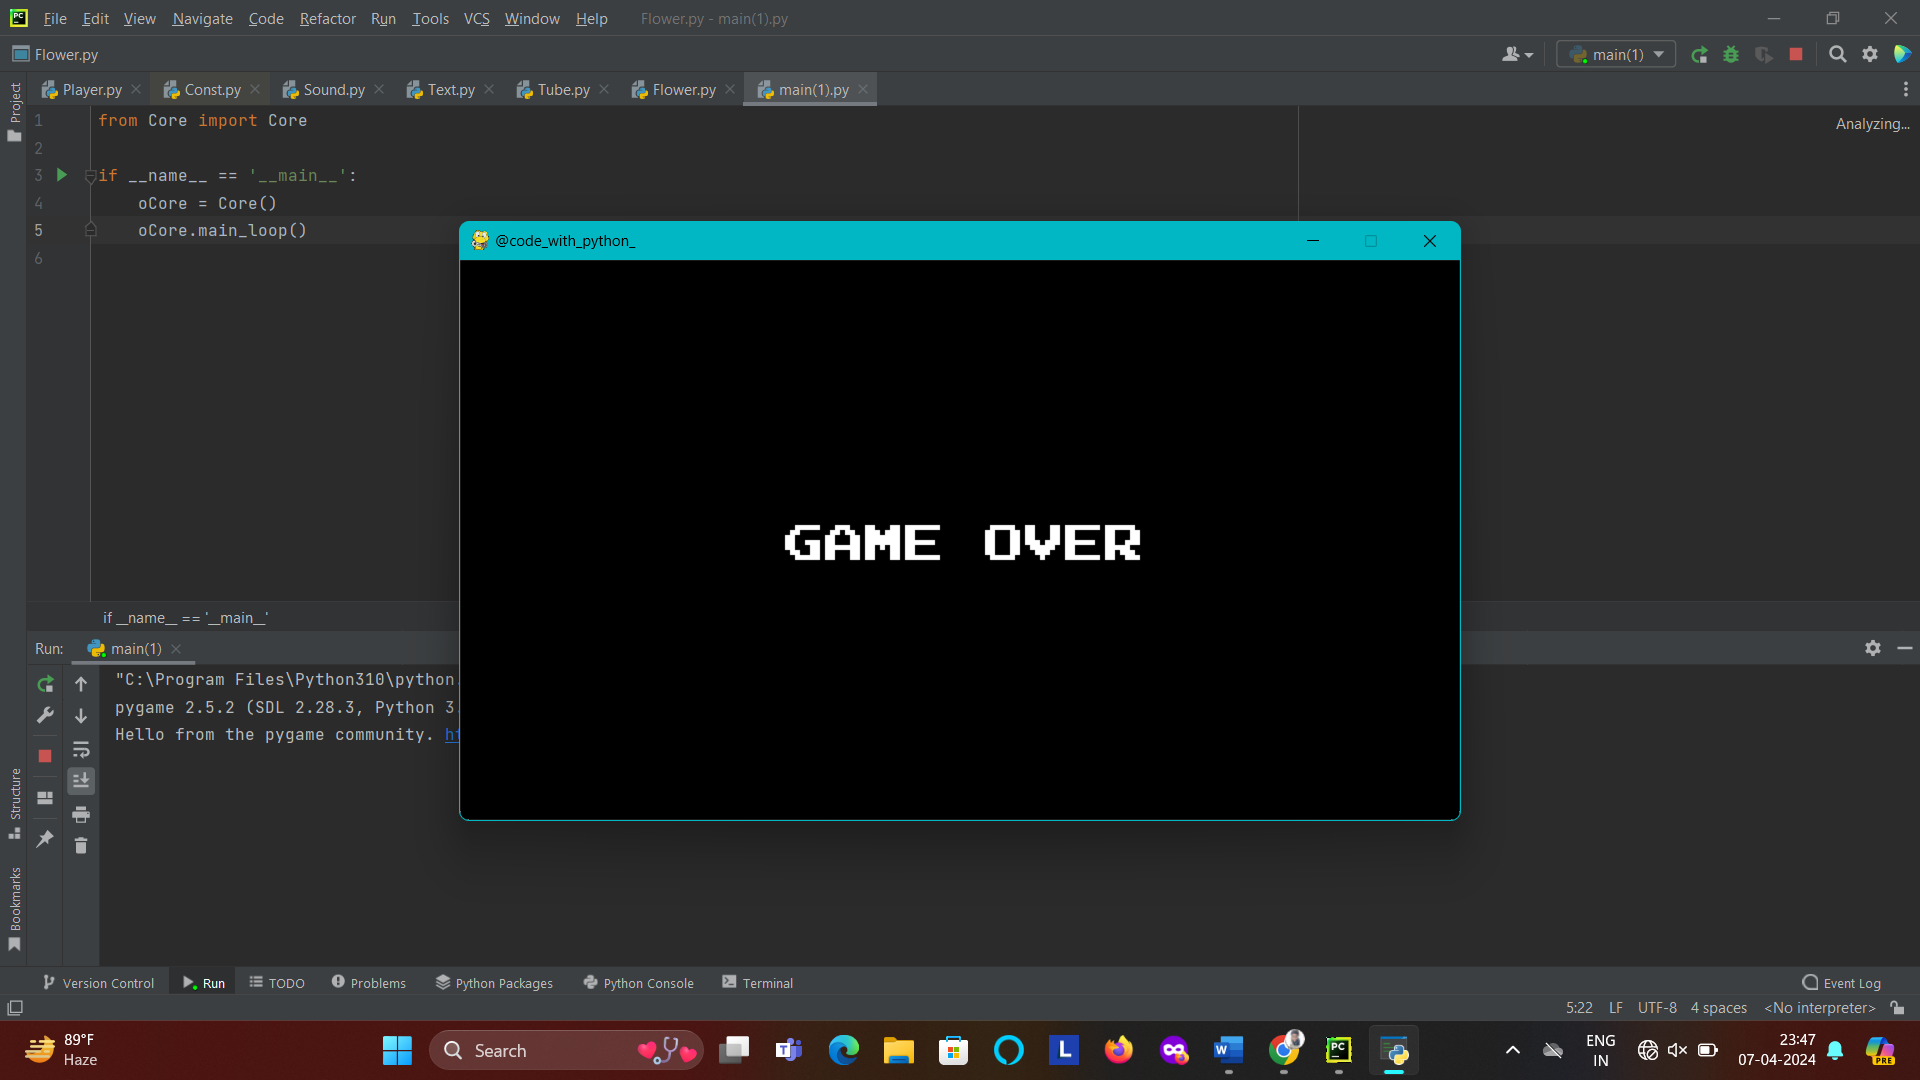 File Edit View Navigate Code Refactor Run Tools VCS Window Help Flower.py - main(1).py
Flower.py
main(1)
Player.py Const.py Sound.py Text.py Tube.py Flower.py main(1).py
Project
Analyzing...
1 from Core import Core
2
3 if __name__ == '__main__':
4 oCore = Core()
5 oCore.main_loop()
6
@code_with_python_
GAME OVER
if __name__ == '__main__'
Run: main(1)
"C:\Program Files\Python310\python.
pygame 2.5.2 (SDL 2.28.3, Python 3.
Hello from the pygame community. ht
Structure
Bookmarks
Version Control Run TODO Problems Python Packages Python Console Terminal Event Log
5:22 LF UTF-8 4 spaces <No interpreter>
89°F
Haze
Search
ENG
IN
23:47
07-04-2024
PRE